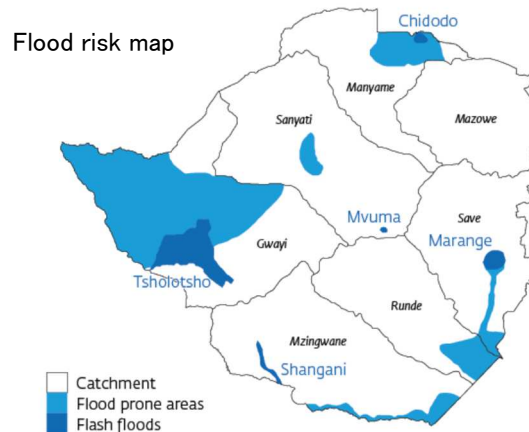 Chidodo
Flood risk map
Manyame
Sanyati
Mazowe
Mvuma
Save
Marange
Gwayi
Tsholotsho
Runde
Mzingwane
Shangani
Catchment
Flood prone areas
Flash floods